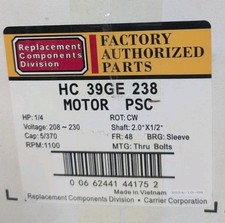 Replacement
Components
Division
FACTORY
AUTHORIZED
PARTS
HC 39GE 238
MOTOR PSC
HP: 1/4
ROT: CW
Voltage: 208 ~ 230
Shaft: 2.0"X1/2"
Caps: 5/370
FR: 48
BRG: Sleeve
RPM: 1100
MTG: Thru Bolts
0 06 62441 44175 2
Made in Vietnam
Replacement Components Division • Carrier Corporation